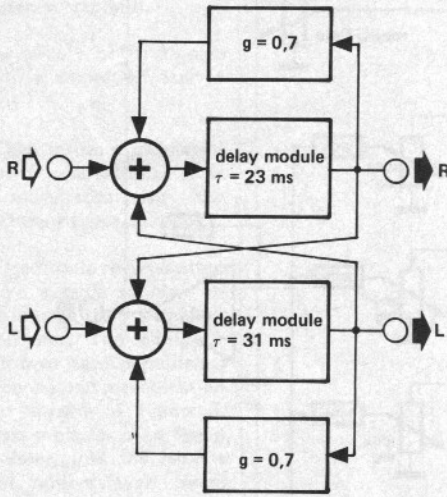 g = 0,7
R
+
delay module
τ = 23 ms
R
L
+
delay module
τ = 31 ms
L
g = 0,7